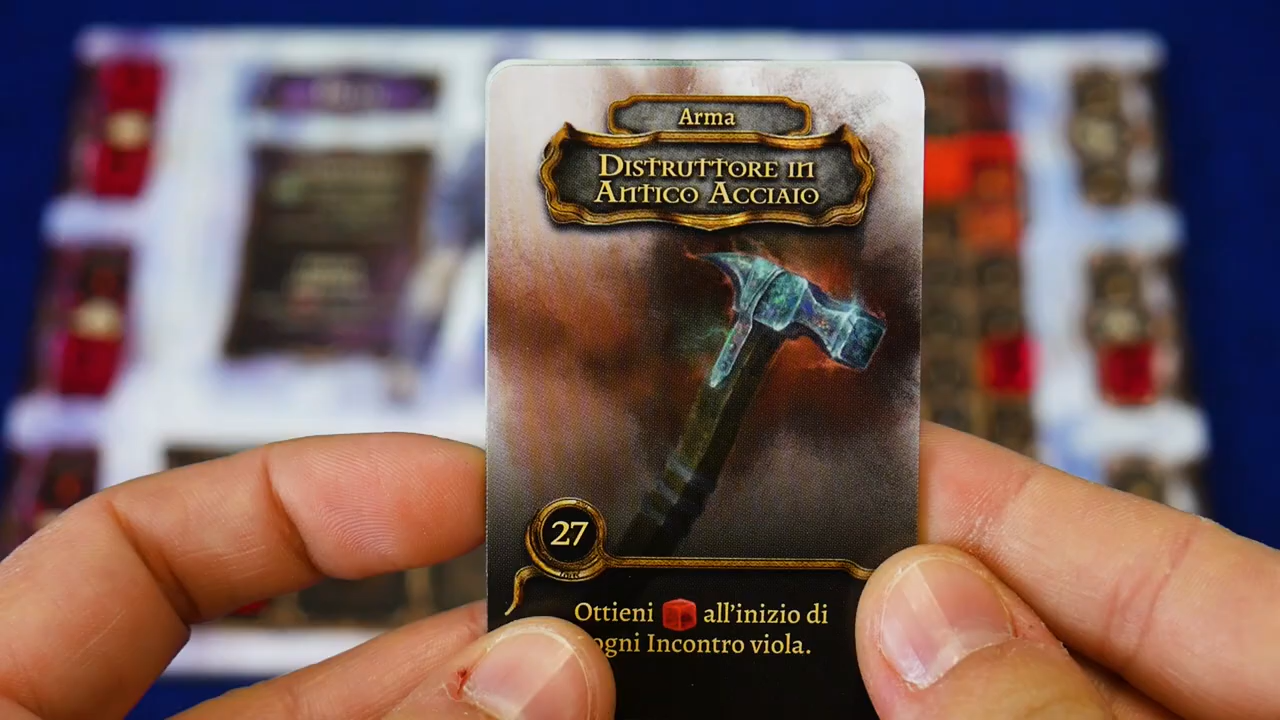 Arma
Distruttore in
Antico Acciaio
27
Ottieni all'inizio di
ogni Incontro viola.